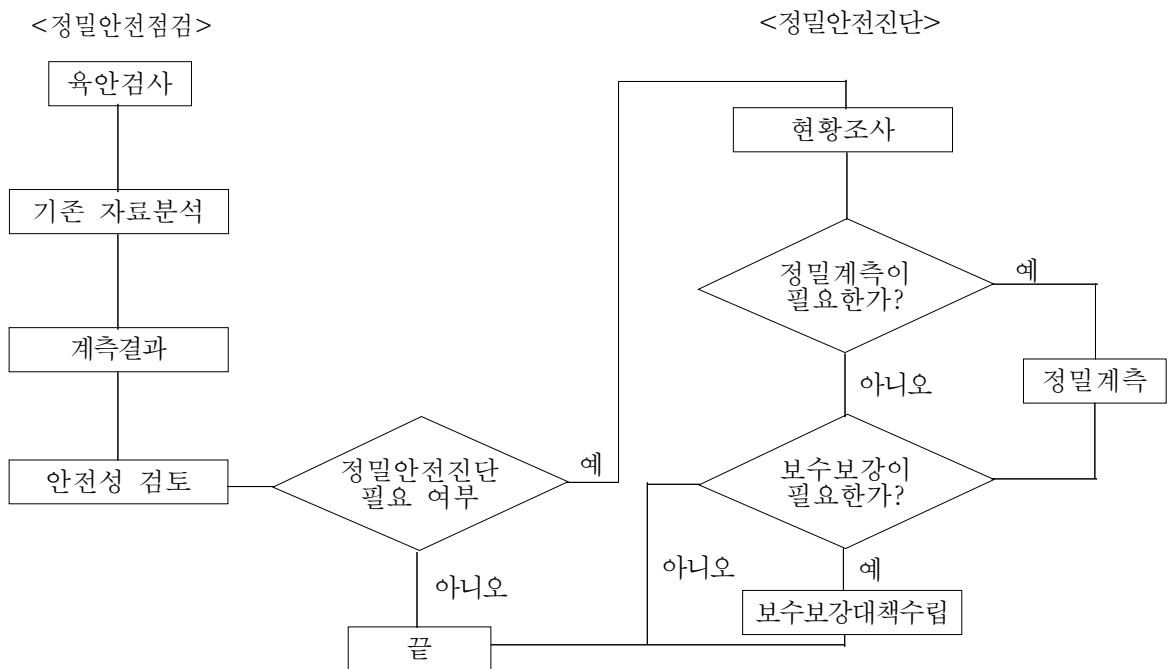 <정밀안전점검>
육안검사
기존 자료분석
계측결과
안전성 검토
정밀안전진단
필요 여부
예
아니오
끝
<정밀안전진단>
현황조사
정밀계측이
필요한가?
예
정밀계측
아니오
보수보강이
필요한가?
아니오
예
보수보강대책수립